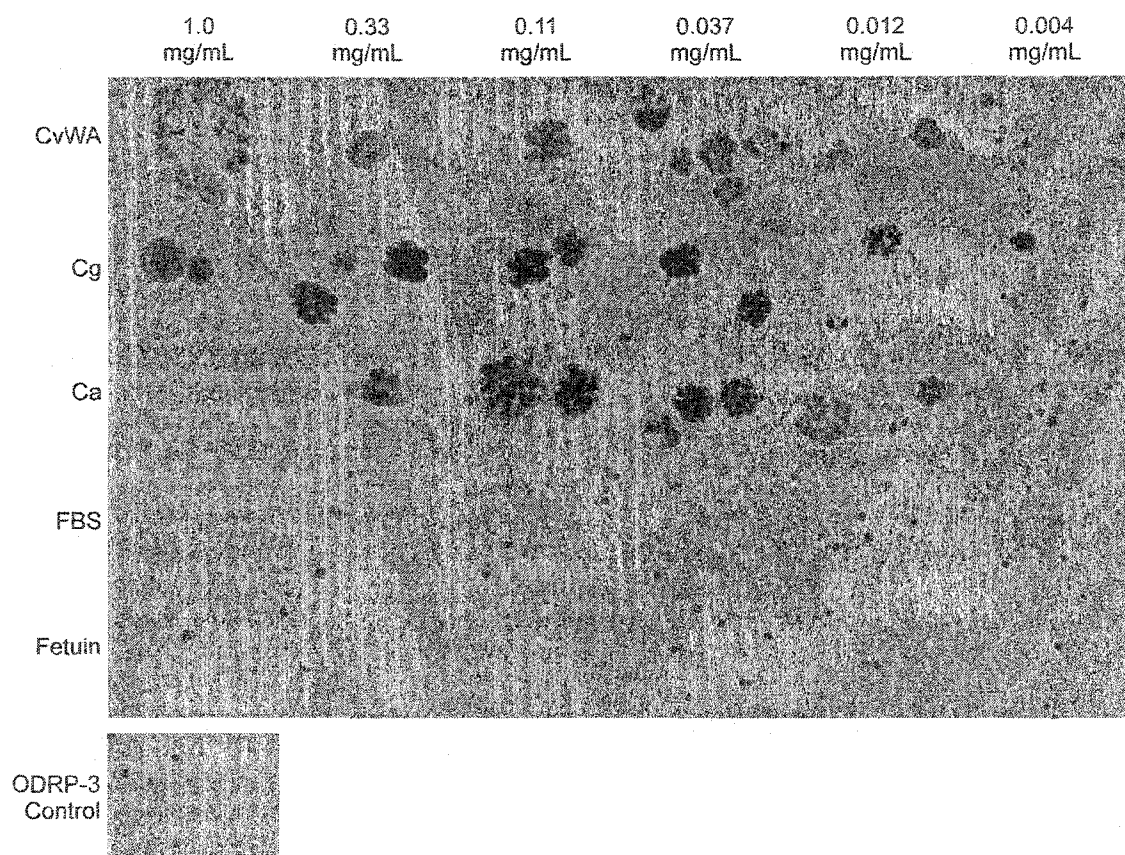 1.0 0.33 0.11 0.037 0.012 0.004
mg/mL mg/mL mg/mL mg/mL mg/mL mg/mL
CvWA
Cg
Ca
FBS
Fetuin
ODRP-3
Control